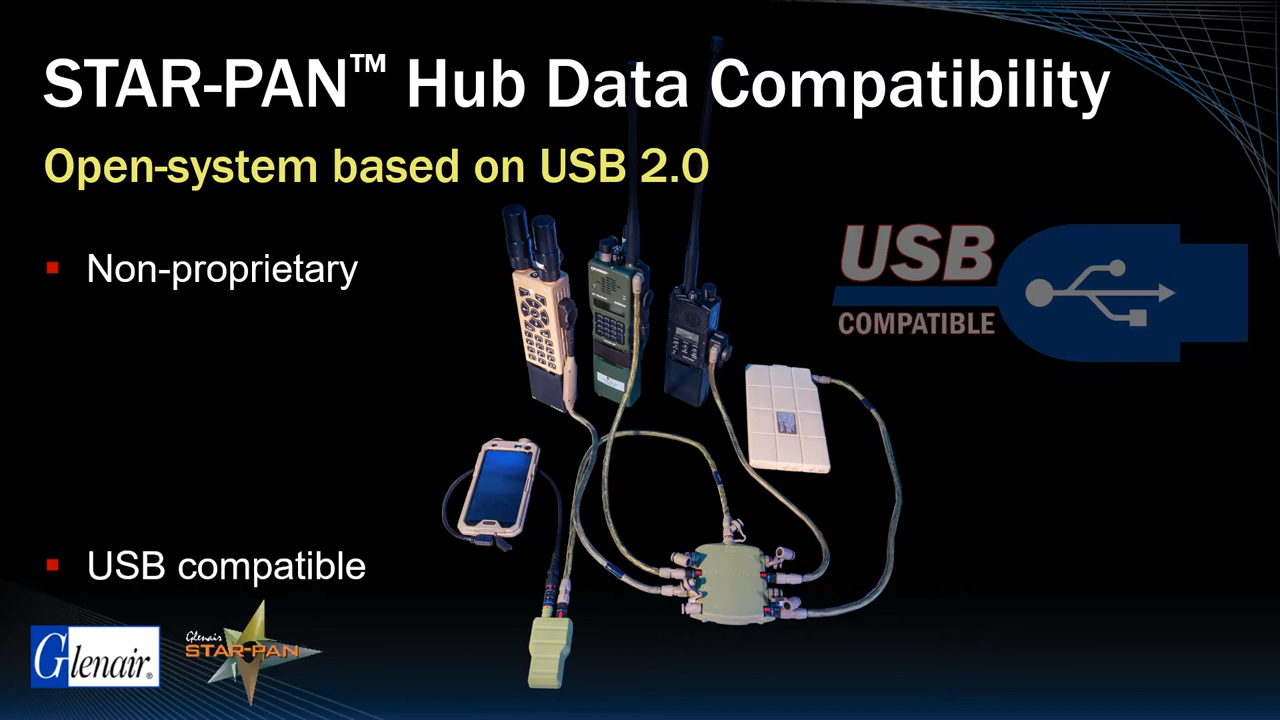 STAR-PAN™ Hub Data Compatibility
Open-system based on USB 2.0
Non-proprietary
USB
COMPATIBLE
USB compatible
Glenair®
Glenair
STAR-PAN